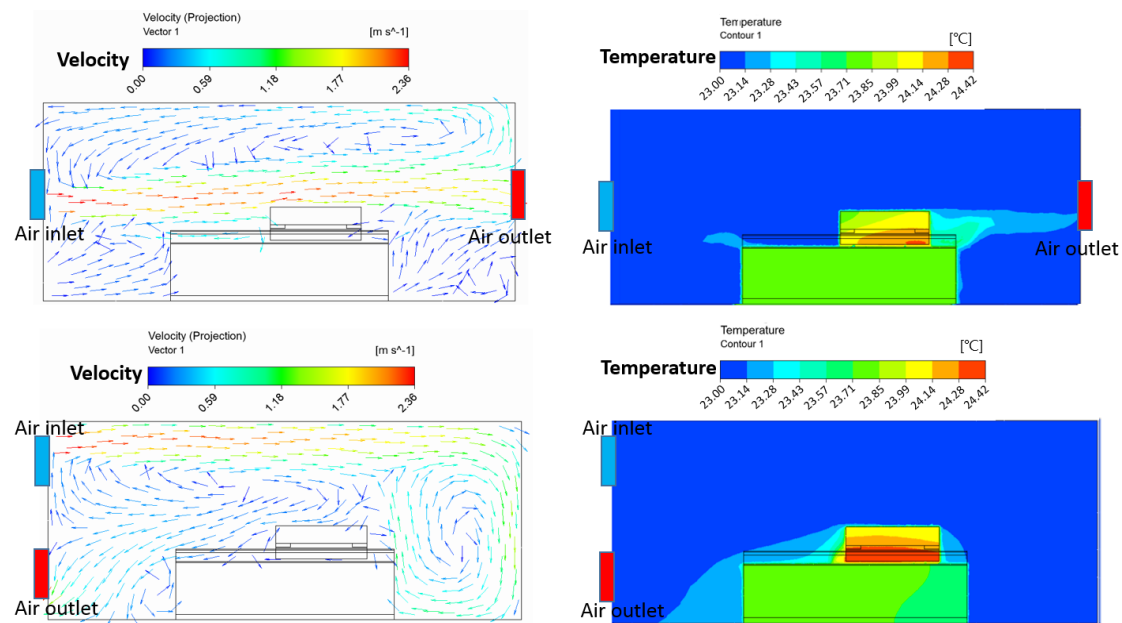 Velocity (Projection)
Vector 1
[m s^-1]
Velocity
0.00
0.59
1.18
1.77
2.36
Air inlet
Air outlet
Temperature
Contour 1
[°C]
Temperature
23.00
23.14
23.28
23.43
23.57
23.71
23.85
23.99
24.14
24.28
24.42
Air inlet
Air outlet
Velocity (Projection)
Vector 1
[m s^-1]
Velocity
0.00
0.59
1.18
1.77
2.36
Air inlet
Air outlet
Temperature
Contour 1
[°C]
Temperature
23.00
23.14
23.28
23.43
23.57
23.71
23.85
23.99
24.14
24.28
24.42
Air inlet
Air outlet